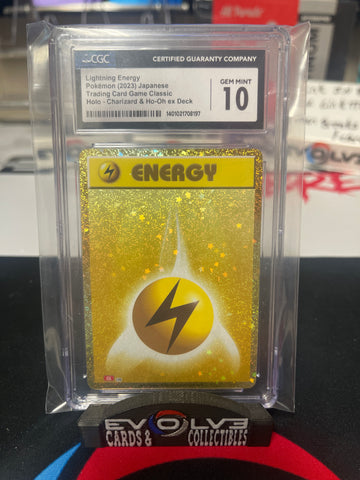 CGC
CERTIFIED GUARANTY COMPANY
Lightning Energy
Pokémon (2023) Japanese
Trading Card Game Classic
Holo - Charizard & Ho-Oh ex Deck
GEM MINT
10
1401021708197
ENERGY
EVOLVE
CARDS & COLLECTIBLES